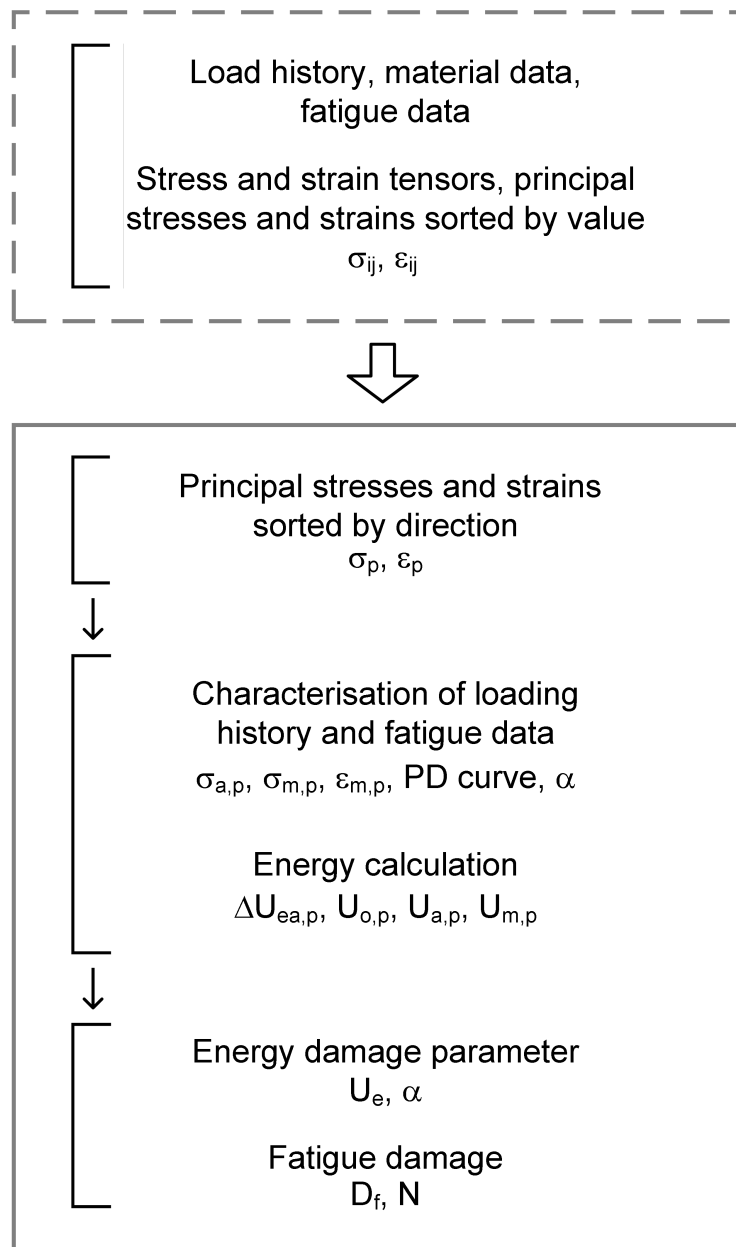 Load history, material data,
fatigue data
Stress and strain tensors, principal
stresses and strains sorted by value
σij, εij
Principal stresses and strains
sorted by direction
σp, εp
Characterisation of loading
history and fatigue data
σa,p, σm,p, εm,p, PD curve, α
Energy calculation
ΔUea,p, Uo,p, Ua,p, Um,p
Energy damage parameter
Ue, α
Fatigue damage
Df, N